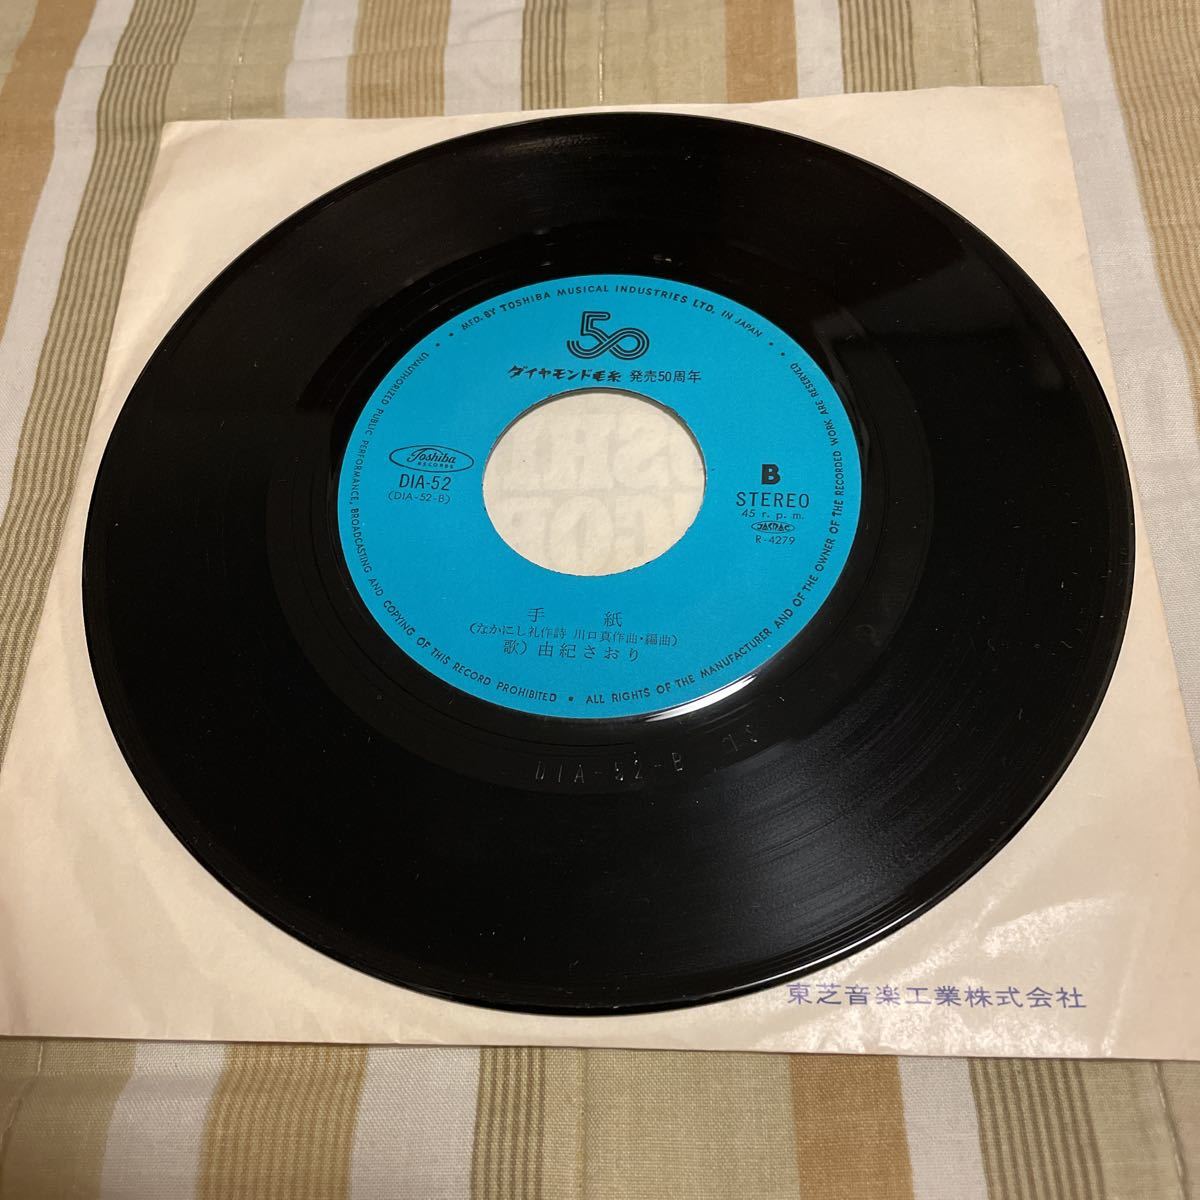 • MFD. BY TOSHIBA MUSICAL INDUSTRIES LTD. IN JAPAN •
50
ダイヤモンド毛糸 発売50周年
Toshiba
RECORDS
DIA-52
(DIA-52-B)
B
STEREO
45 r. p. m.
JASRAC
R-4279
手 紙
(なかにし礼作詩 川口真作曲・編曲)
歌) 由紀さおり
• UNAUTHORIZED PUBLIC PERFORMANCE, BROADCASTING AND COPYING OF THIS RECORD PROHIBITED • ALL RIGHTS OF THE MANUFACTURER AND OF THE OWNER OF THE RECORDED WORK ARE RESERVED •
DIA-52-B
東芝音楽工業株式会社